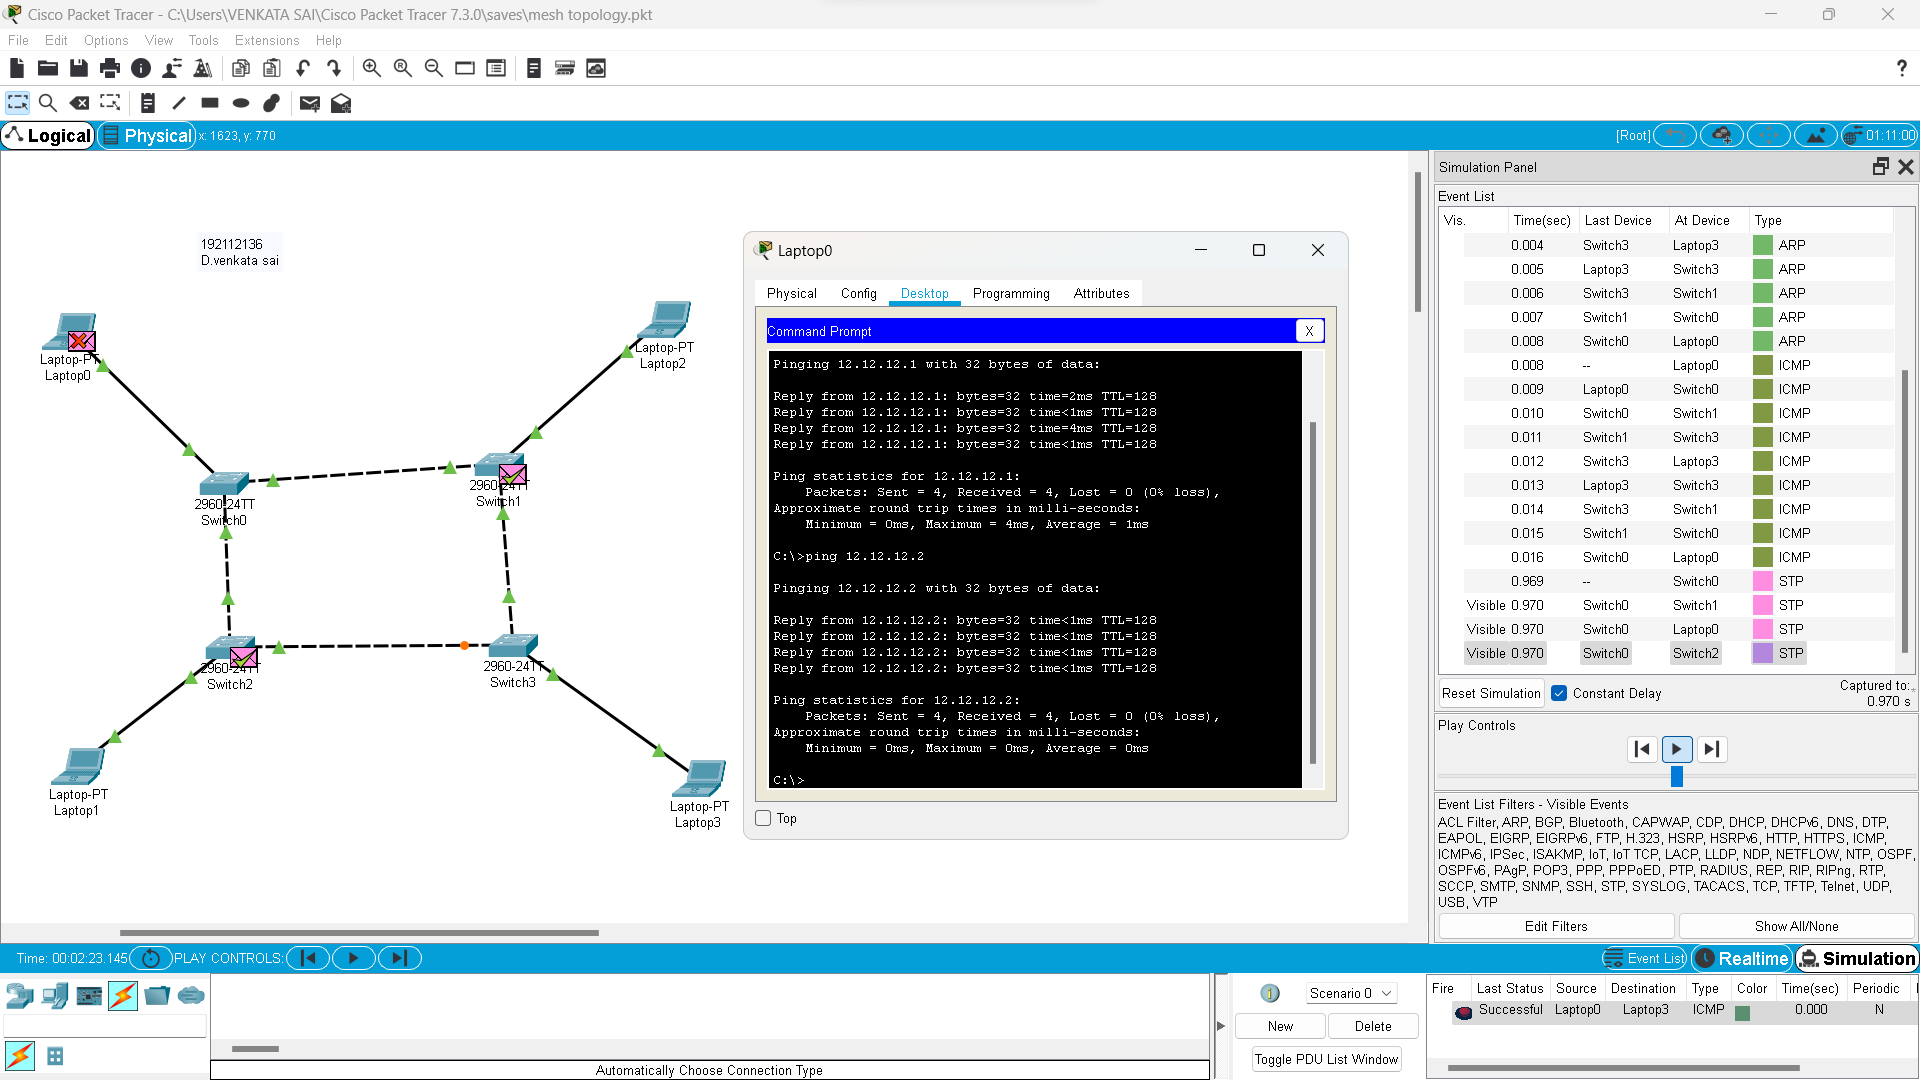 Cisco Packet Tracer - C:\Users\VENKATA SAI\Cisco Packet Tracer 7.3.0\saves\mesh topology.pkt
File Edit Options View Tools Extensions Help
?
Logical Physical x: 1623, y: 770 [Root] 01:11:00
192112136
D.venkata sai
Laptop-PT
Laptop0
Laptop-PT
Laptop2
2960-24TT
Switch0
2960-24TT
Switch1
2960-24TT
Switch2
2960-24TT
Switch3
Laptop-PT
Laptop1
Laptop-PT
Laptop3
Laptop0
Physical Config Desktop Programming Attributes
Command Prompt X
Pinging 12.12.12.1 with 32 bytes of data:
Reply from 12.12.12.1: bytes=32 time=2ms TTL=128
Reply from 12.12.12.1: bytes=32 time<1ms TTL=128
Reply from 12.12.12.1: bytes=32 time=4ms TTL=128
Reply from 12.12.12.1: bytes=32 time<1ms TTL=128
Ping statistics for 12.12.12.1:
Packets: Sent = 4, Received = 4, Lost = 0 (0% loss),
Approximate round trip times in milli-seconds:
Minimum = 0ms, Maximum = 4ms, Average = 1ms
C:\>ping 12.12.12.2
Pinging 12.12.12.2 with 32 bytes of data:
Reply from 12.12.12.2: bytes=32 time<1ms TTL=128
Reply from 12.12.12.2: bytes=32 time<1ms TTL=128
Reply from 12.12.12.2: bytes=32 time<1ms TTL=128
Reply from 12.12.12.2: bytes=32 time<1ms TTL=128
Ping statistics for 12.12.12.2:
Packets: Sent = 4, Received = 4, Lost = 0 (0% loss),
Approximate round trip times in milli-seconds:
Minimum = 0ms, Maximum = 0ms, Average = 0ms
C:\>
Top
Simulation Panel
Event List
Vis. Time(sec) Last Device At Device Type
0.004 Switch3 Laptop3 ARP
0.005 Laptop3 Switch3 ARP
0.006 Switch3 Switch1 ARP
0.007 Switch1 Switch0 ARP
0.008 Switch0 Laptop0 ARP
0.008 -- Laptop0 ICMP
0.009 Laptop0 Switch0 ICMP
0.010 Switch0 Switch1 ICMP
0.011 Switch1 Switch3 ICMP
0.012 Switch3 Laptop3 ICMP
0.013 Laptop3 Switch3 ICMP
0.014 Switch3 Switch1 ICMP
0.015 Switch1 Switch0 ICMP
0.016 Switch0 Laptop0 ICMP
0.969 -- Switch0 STP
Visible 0.970 Switch0 Switch1 STP
Visible 0.970 Switch0 Laptop0 STP
Visible 0.970 Switch0 Switch2 STP
Reset Simulation Constant Delay Captured to:
0.970 s
Play Controls
Event List Filters - Visible Events
ACL Filter, ARP, BGP, Bluetooth, CAPWAP, CDP, DHCP, DHCPv6, DNS, DTP,
EAPOL, EIGRP, EIGRPv6, FTP, H.323, HSRP, HSRPv6, HTTP, HTTPS, ICMP,
ICMPv6, IPSec, ISAKMP, IoT, IoT TCP, LACP, LLDP, NDP, NETFLOW, NTP, OSPF,
OSPFv6, PAgP, POP3, PPP, PPPoED, PTP, RADIUS, REP, RIP, RIPng, RTP,
SCCP, SMTP, SNMP, SSH, STP, SYSLOG, TACACS, TCP, TFTP, Telnet, UDP,
USB, VTP
Edit Filters Show All/None
Time: 00:02:23.145 PLAY CONTROLS: Event List Realtime Simulation
Scenario 0
New Delete
Toggle PDU List Window
Fire Last Status Source Destination Type Color Time(sec) Periodic
Successful Laptop0 Laptop3 ICMP 0.000 N
Automatically Choose Connection Type